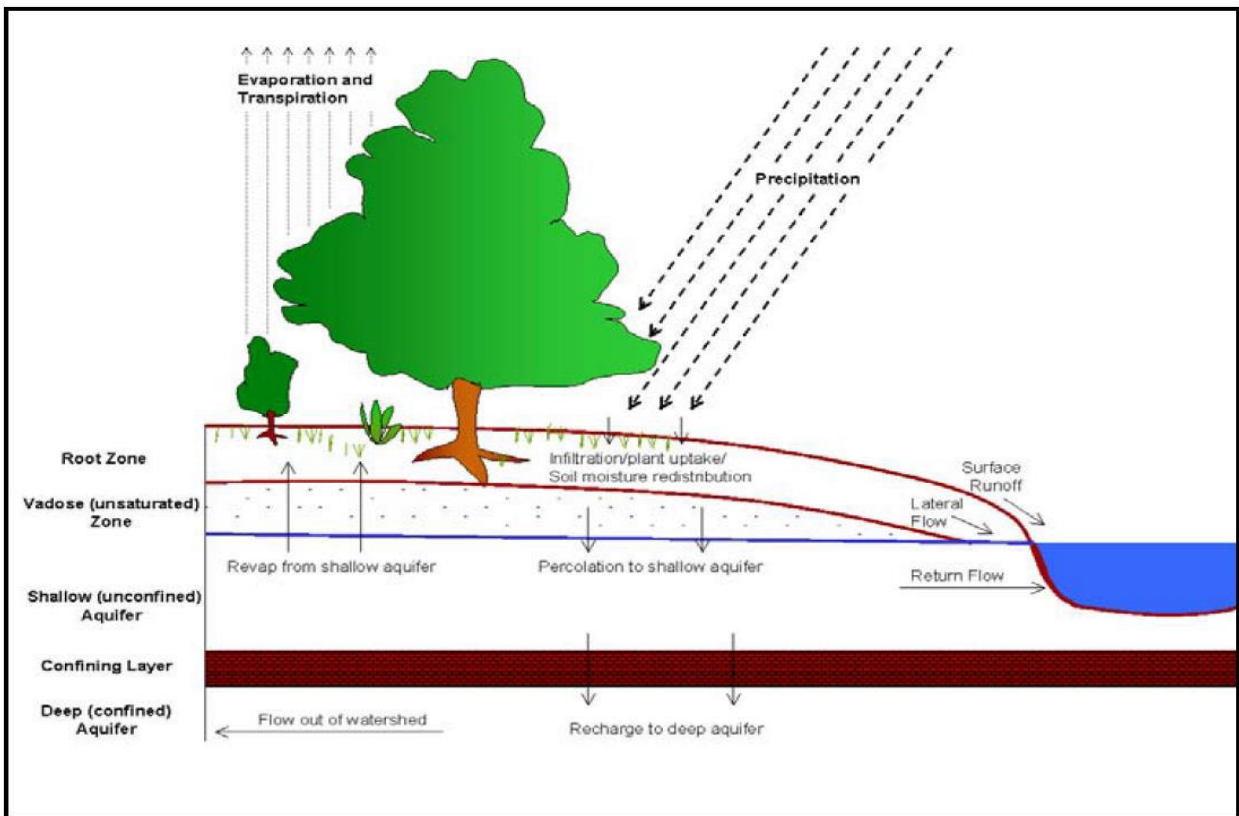 Evaporation and
Transpiration
Precipitation
Root Zone
Infiltration/plant uptake/
Soil moisture redistribution
Surface
Runoff
Lateral
Flow
Vadose (unsaturated)
Zone
Revap from shallow aquifer
Percolation to shallow aquifer
Return Flow
Shallow (unconfined)
Aquifer
Confining Layer
Deep (confined)
Aquifer
Flow out of watershed
Recharge to deep aquifer